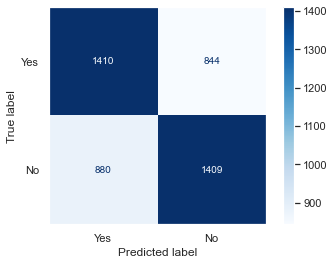 1400
1300
1200
1100
1000
900
Yes
1410
844
True label
No
880
1409
Yes
No
Predicted label